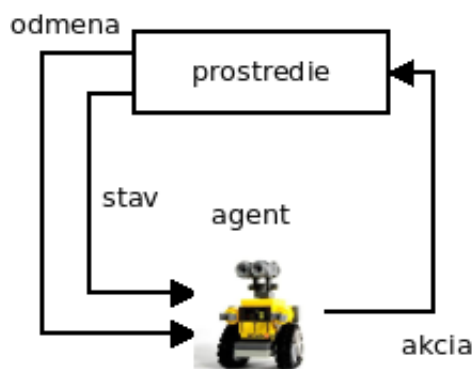 odmena
prostredie
stav
agent
akcia